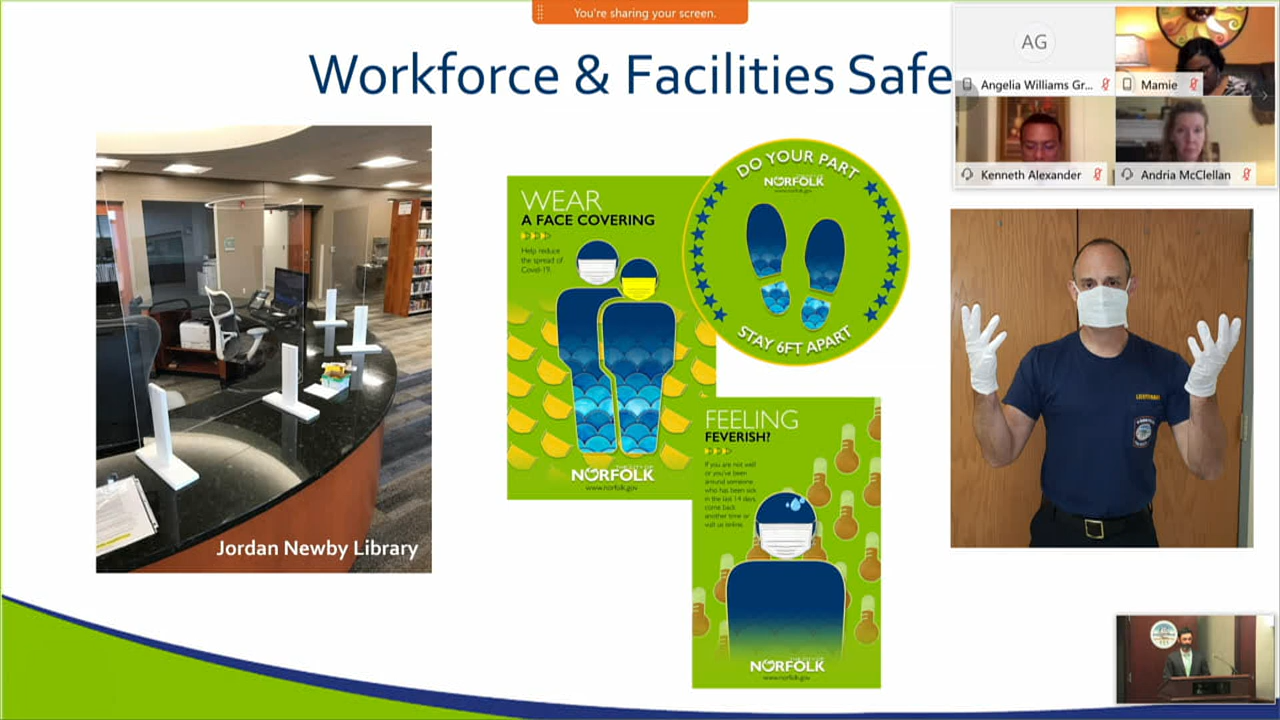 You're sharing your screen.
Workforce & Facilities Safe
AG
Angelia Williams Gr...
Mamie
Kenneth Alexander
Andria McClellan
WEAR
A FACE COVERING
Help reduce
the spread of
Covid-19.
NORFOLK
www.norfolk.gov
DO YOUR PART
NORFOLK
norfolk.gov
STAY 6FT APART
FEELING
FEVERISH?
If you are not well
or you've been
around someone
who has been sick
in the last 14 days,
come back
another time or
visit us online.
THE CITY OF
NORFOLK
www.norfolk.gov
LIEUTENANT
Jordan Newby Library